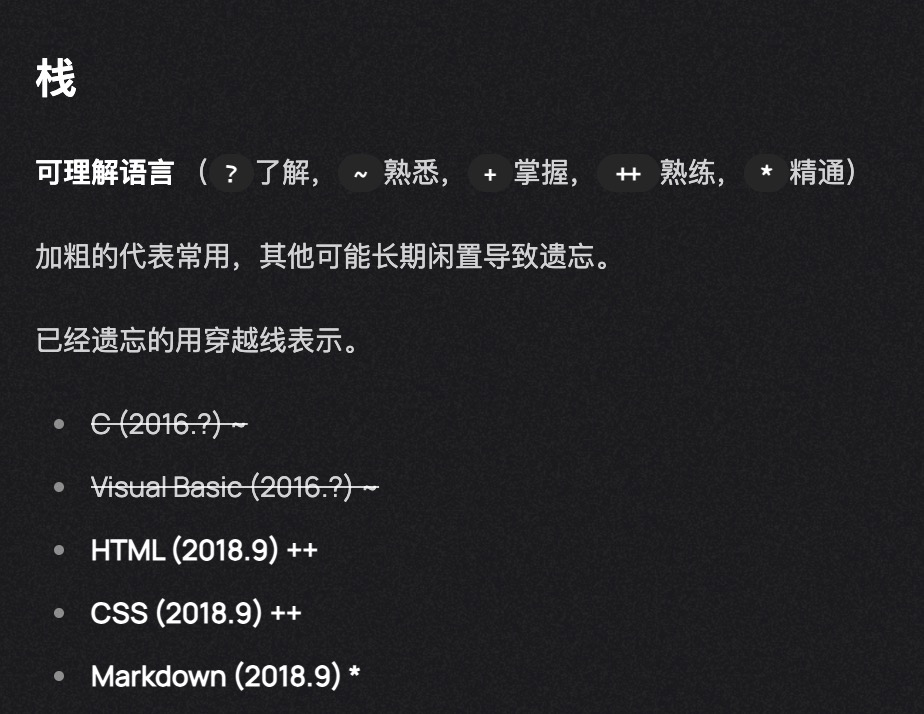 栈
可理解语言 （ ? 了解， ~ 熟悉， + 掌握， ++ 熟练， * 精通）
加粗的代表常用，其他可能长期闲置导致遗忘。
已经遗忘的用穿越线表示。
• C (2016.?) ~
• Visual Basic (2016.?) ~
• HTML (2018.9) ++
• CSS (2018.9) ++
• Markdown (2018.9) *